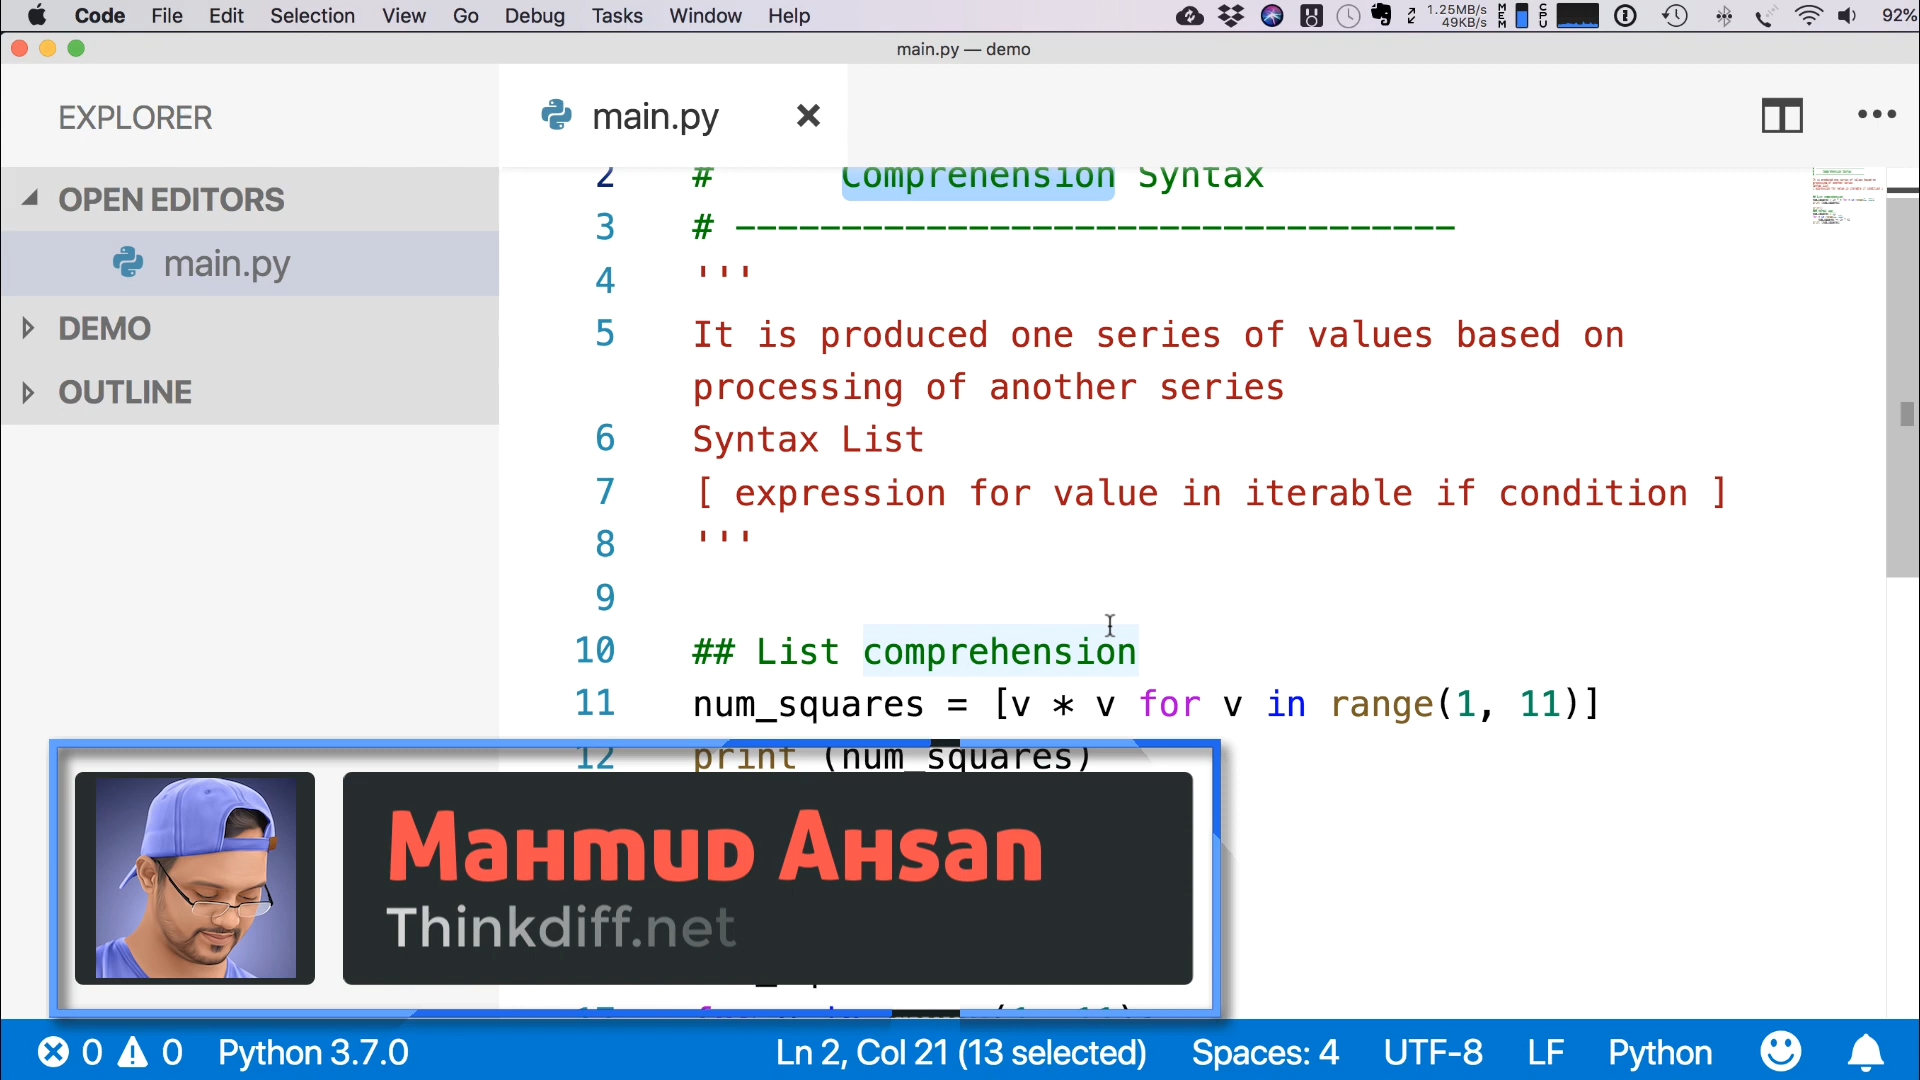 Code File Edit Selection View Go Debug Tasks Window Help 1.25MB/s 49KB/s MEM CPU 92%
main.py — demo
EXPLORER
main.py
OPEN EDITORS
main.py
DEMO
OUTLINE
2 # Comprehension Syntax
3 # ----------------------------------
4 '''
5 It is produced one series of values based on
processing of another series
6 Syntax List
7 [ expression for value in iterable if condition ]
8 '''
9
10 ## List comprehension
11 num_squares = [v * v for v in range(1, 11)]
12 print (num_squares)
Mahmud Ahsan
Thinkdiff.net
0 0 Python 3.7.0 Ln 2, Col 21 (13 selected) Spaces: 4 UTF-8 LF Python